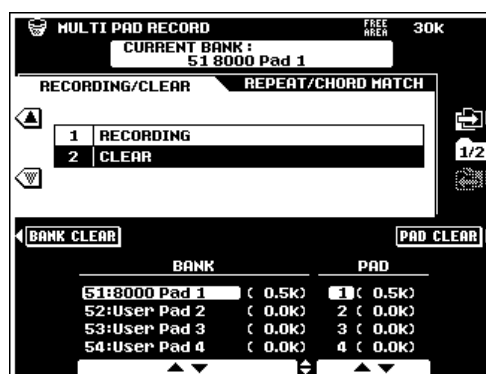 MULTI PAD RECORD FREE AREA 30K
CURRENT BANK :
51 8000 Pad 1
RECORDING/CLEAR REPEAT/CHORD MATCH
1 RECORDING
2 CLEAR
1/2
BANK CLEAR PAD CLEAR
BANK PAD
51:8000 Pad 1 ( 0.5k) 1 ( 0.5k)
52:User Pad 2 ( 0.0k) 2 ( 0.0k)
53:User Pad 3 ( 0.0k) 3 ( 0.0k)
54:User Pad 4 ( 0.0k) 4 ( 0.0k)